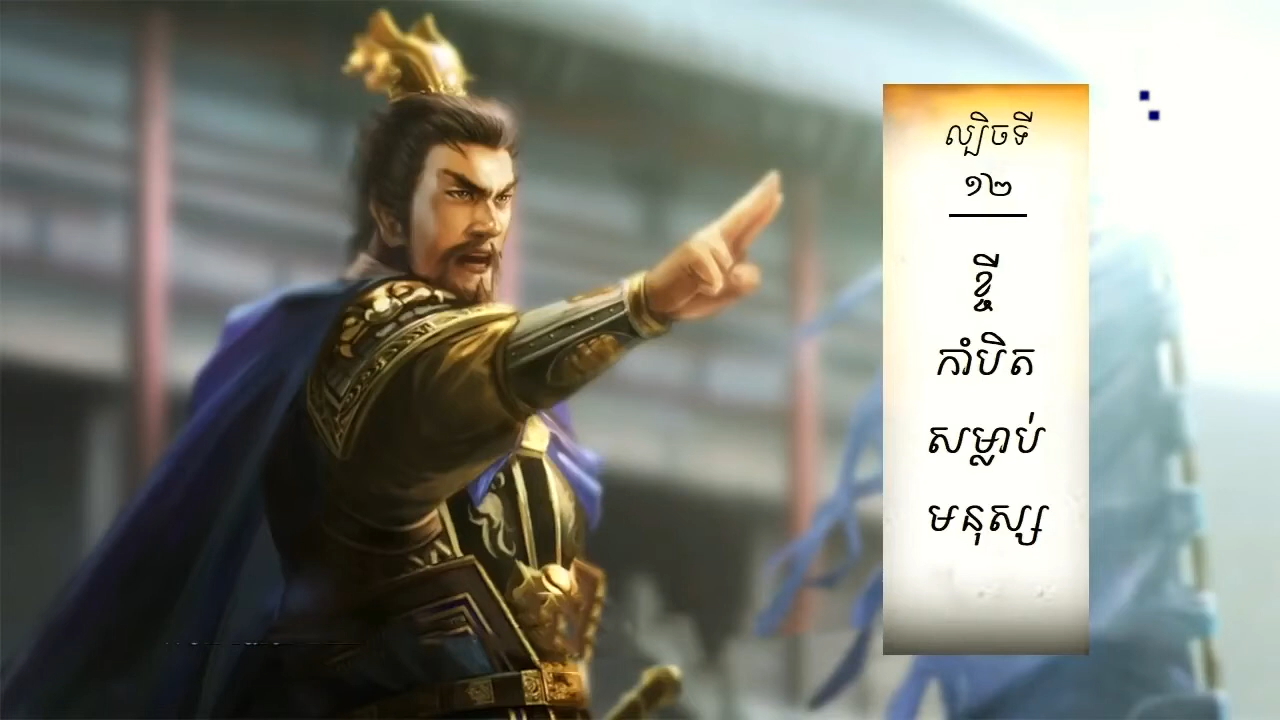 ល្បិចទី
១២
ខ្ចី
កាំបិត
សម្លាប់
មនុស្ស